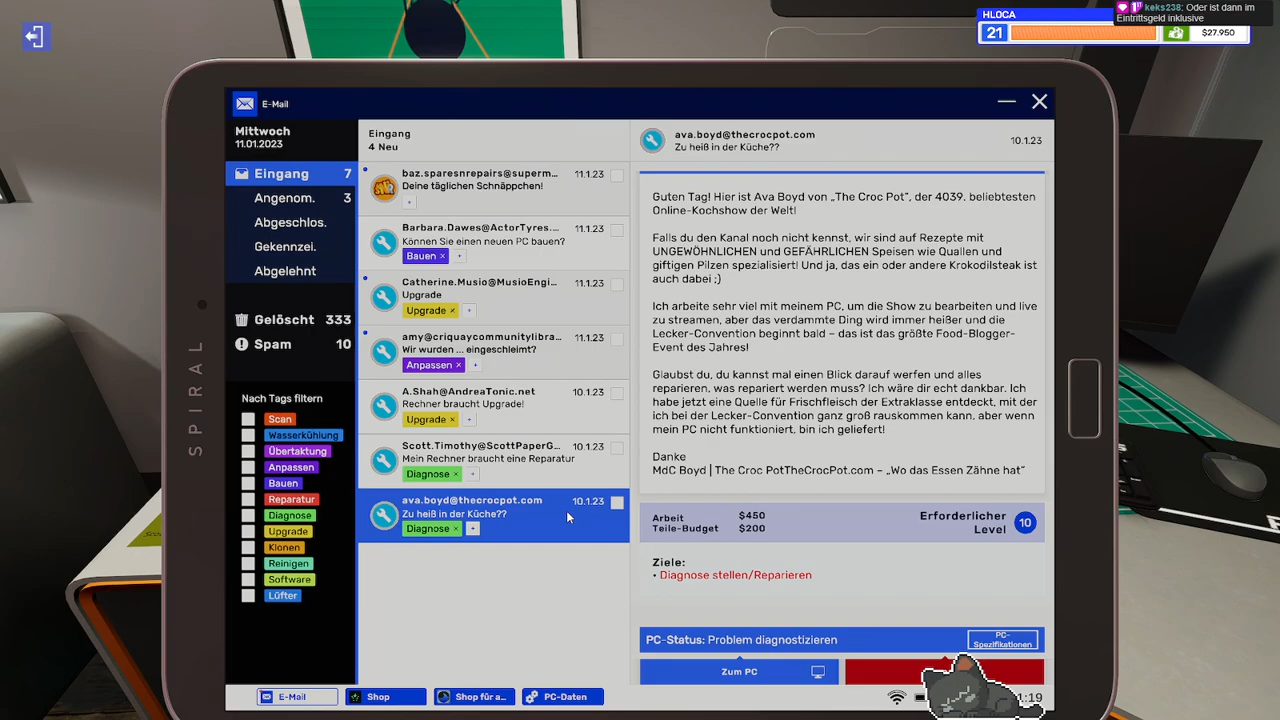 keks238: Oder ist dann im
Eintrittsgeld inklusive
HLOCA
21
$27.950
E-Mail
Mittwoch
11.01.2023
Eingang 7
Angenom. 3
Abgeschlos.
Gekennzei.
Abgelehnt
Gelöscht 333
Spam 10
Nach Tags filtern
Scan
Wasserkühlung
Übertaktung
Anpassen
Bauen
Reparatur
Diagnose
Upgrade
Klonen
Reinigen
Software
Lüfter
Eingang
4 Neu
baz.sparesnrepairs@superm... 11.1.23
Deine täglichen Schnäppchen!
+
Barbara.Dawes@ActorTyres.... 11.1.23
Können Sie einen neuen PC bauen?
Bauen × +
Catherine.Musio@MusioEngi... 11.1.23
Upgrade
Upgrade × +
amy@criquaycommunitylibra... 11.1.23
Wir wurden ... eingeschleimt?
Anpassen × +
A.Shah@AndreaTonic.net 10.1.23
Rechner braucht Upgrade!
Upgrade × +
Scott.Timothy@ScottPaperG... 10.1.23
Mein Rechner braucht eine Reparatur
Diagnose × +
ava.boyd@thecrocpot.com 10.1.23
Zu heiß in der Küche??
Diagnose × +
ava.boyd@thecrocpot.com 10.1.23
Zu heiß in der Küche??
Guten Tag! Hier ist Ava Boyd von „The Croc Pot“, der 4039. beliebtesten
Online-Kochshow der Welt!
Falls du den Kanal noch nicht kennst, wir sind auf Rezepte mit
UNGEWÖHNLICHEN und GEFÄHRLICHEN Speisen wie Quallen und
giftigen Pilzen spezialisiert! Und ja, das ein oder andere Krokodilsteak ist
auch dabei ;)
Ich arbeite sehr viel mit meinem PC, um die Show zu bearbeiten und live
zu streamen, aber das verdammte Ding wird immer heißer und die
Lecker-Convention beginnt bald – das ist das größte Food-Blogger-
Event des Jahres!
Glaubst du, du kannst mal einen Blick darauf werfen und alles
reparieren, was repariert werden muss? Ich wäre dir echt dankbar. Ich
habe jetzt eine Quelle für Frischfleisch der Extraklasse entdeckt, mit der
ich bei der Lecker-Convention ganz groß rauskommen kann, aber wenn
mein PC nicht funktioniert, bin ich geliefert!
Danke
MdC Boyd | The Croc PotTheCrocPot.com – „Wo das Essen Zähne hat“
Arbeit $450
Teile-Budget $200
Erforderlicher
Level 10
Ziele:
• Diagnose stellen/Reparieren
PC-Status: Problem diagnostizieren
PC-
Spezifikationen
Zum PC
E-Mail
Shop
Shop für a...
PC-Daten
1:19
SPIRAL